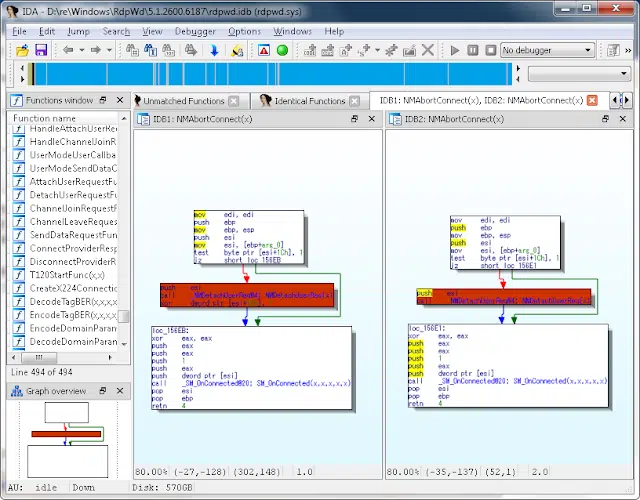 IDA - D:\re\Windows\RdpWd\5.1.2600.6187\rdpwd.idb (rdpwd.sys)
File Edit Jump Search View Debugger Options Windows Help
No debugger
Functions window
Unmatched Functions
Identical Functions
IDB1: NMAbortConnect(x), IDB2: NMAbortConnect(x)
Function name
HandleAttachUserRe
HandleChannelJoinR
UserModeUserCallba
UserModeSendDataC
AttachUserRequestFu
DetachUserRequestFu
ChannelJoinRequestF
ChannelLeaveReques
SendDataRequestFu
ConnectProviderResp
DisconnectProviderR
T120StartFunc(x,x)
CreateX224Connectio
DecodeTagBER(x,x,x,x
EncodeTagBER(x,x,x,x
EncodeDomainParam
DecodeDomainParam
Line 494 of 494
Graph overview
IDB1: NMAbortConnect(x)
mov edi, edi
push ebp
mov ebp, esp
push esi
mov esi, [ebp+arg_0]
test byte ptr [esi+1Ch], 1
jz short loc_156EB
push esi
call _NMDetachUserReq@4; NMDetachUserReq(x)
loc_156EB:
xor eax, eax
push eax
push eax
push 1
push eax
push dword ptr [esi]
call _SM_OnConnected@20; SM_OnConnected(x,x,x,x,x)
pop esi
pop ebp
retn 4
80.00% (-27,-128) (302,148) 1.0
IDB2: NMAbortConnect(x)
mov edi, edi
push ebp
mov ebp, esp
push esi
mov esi, [ebp+arg_0]
test byte ptr [esi+1Ch], 1
jz short loc_156E1
push esi
call _NMDetachUserReq@4; NMDetachUserReq(x)
loc_156E1:
xor eax, eax
push eax
push eax
push 1
push eax
push dword ptr [esi]
call _SM_OnConnected@20; SM_OnConnected(x,x,x,x,x)
pop esi
pop ebp
retn 4
80.00% (-35,-137) (52,1) 2.0
AU: idle Down Disk: 570GB